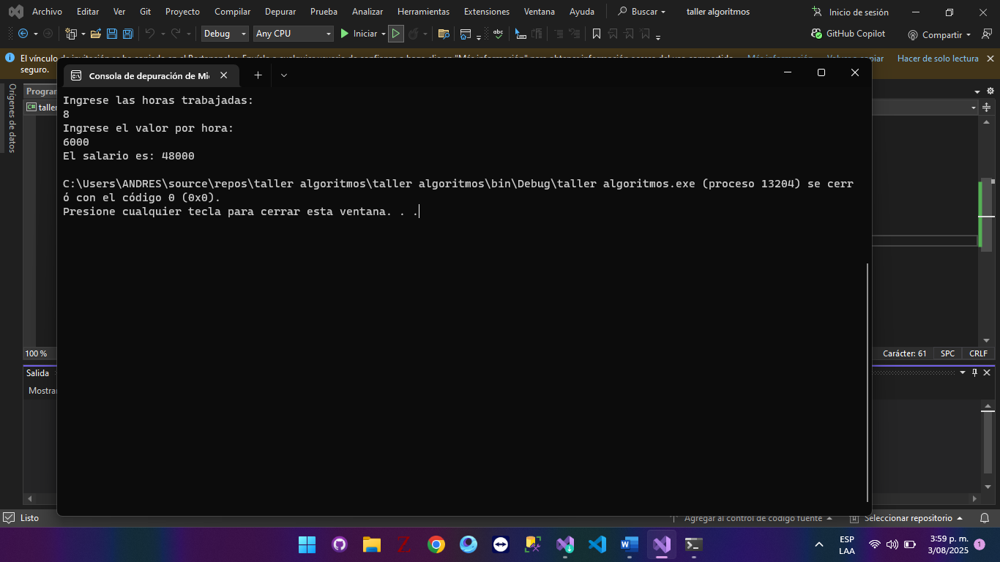 Archivo Editar Ver Git Proyecto Compilar Depurar Prueba Analizar Herramientas Extensiones Ventana Ayuda Buscar taller algoritmos Inicio de sesión
Debug Any CPU Iniciar GitHub Copilot Compartir
El vínculo Más información Hacer de solo lectura
seguro.
Consola de depuración de Mi
Orígenes de datos
Program
taller
Ingrese las horas trabajadas:
8
Ingrese el valor por hora:
6000
El salario es: 48000
C:\Users\ANDRES\source\repos\taller algoritmos\taller algoritmos\bin\Debug\taller algoritmos.exe (proceso 13204) se cerr
ó con el código 0 (0x0).
Presione cualquier tecla para cerrar esta ventana. . .
100 % Carácter: 61 SPC CRLF
Salida
Mostrar
Listo Agregar al control de código fuente Seleccionar repositorio
ESP 3:59 p. m.
LAA 3/08/2025 1